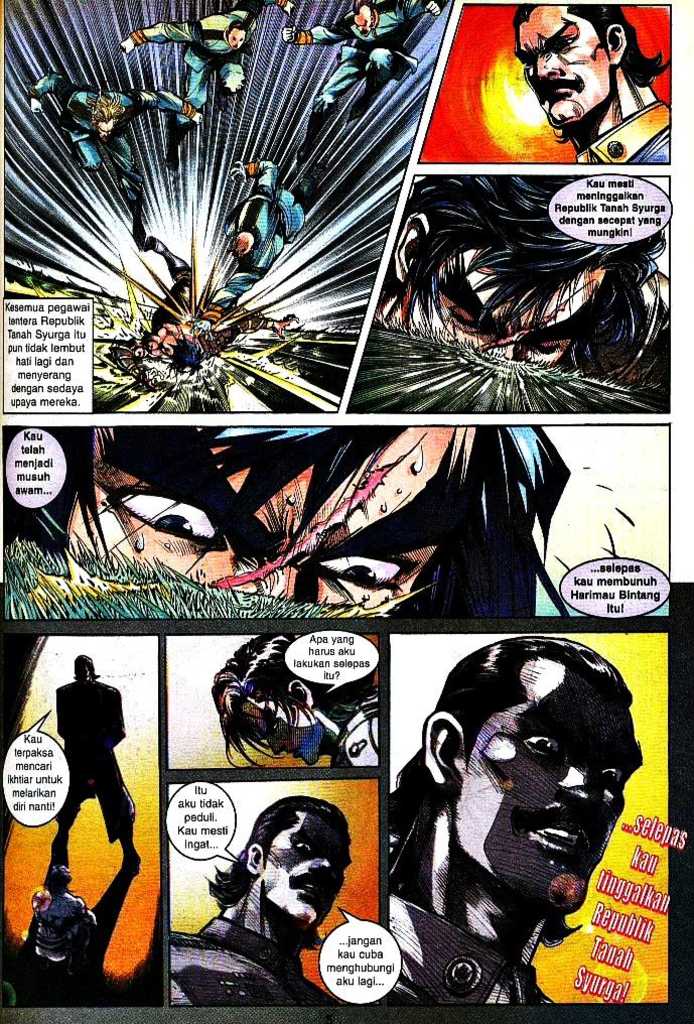 Kesemua pegawai
tentera Republik
Tanah Syurga itu
pun tidak lembut
hati lagi dan
menyerang
dengan sedaya
upaya mereka.
Kau mesti
meninggalkan
Republik Tanah Syurga
dengan secepat yang
mungkin!
Kau
telah
menjadi
musuh
awam...
...selepas
kau membunuh
Harimau Bintang
Itu!
Kau
terpaksa
mencari
ikhtiar untuk
melarikan
diri nanti!
Apa yang
harus aku
lakukan selepas
itu?
Itu
aku tidak
peduli.
Kau mesti
ingat...
...jangan
kau cuba
menghubungi
aku lagi...
...selepas
kau
tinggalkan
Republik
Tanah
Syurga!